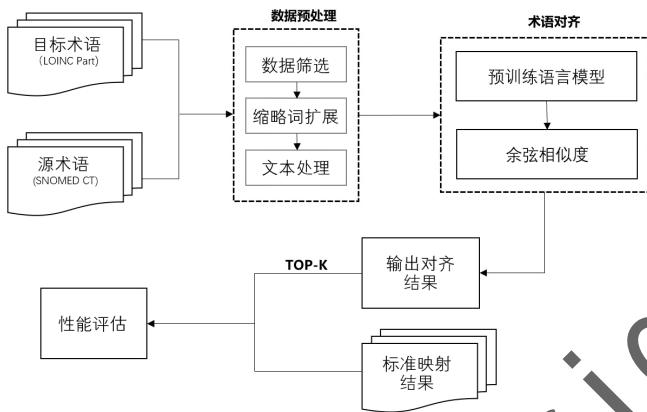 数据预处理
术语对齐
目标术语
(LOINC Part)
数据筛选
预训练语言模型
缩略词扩展
源术语
(SNOMED CT)
文本处理
余弦相似度
TOP-K
输出对齐
结果
性能评估
标准映射
结果